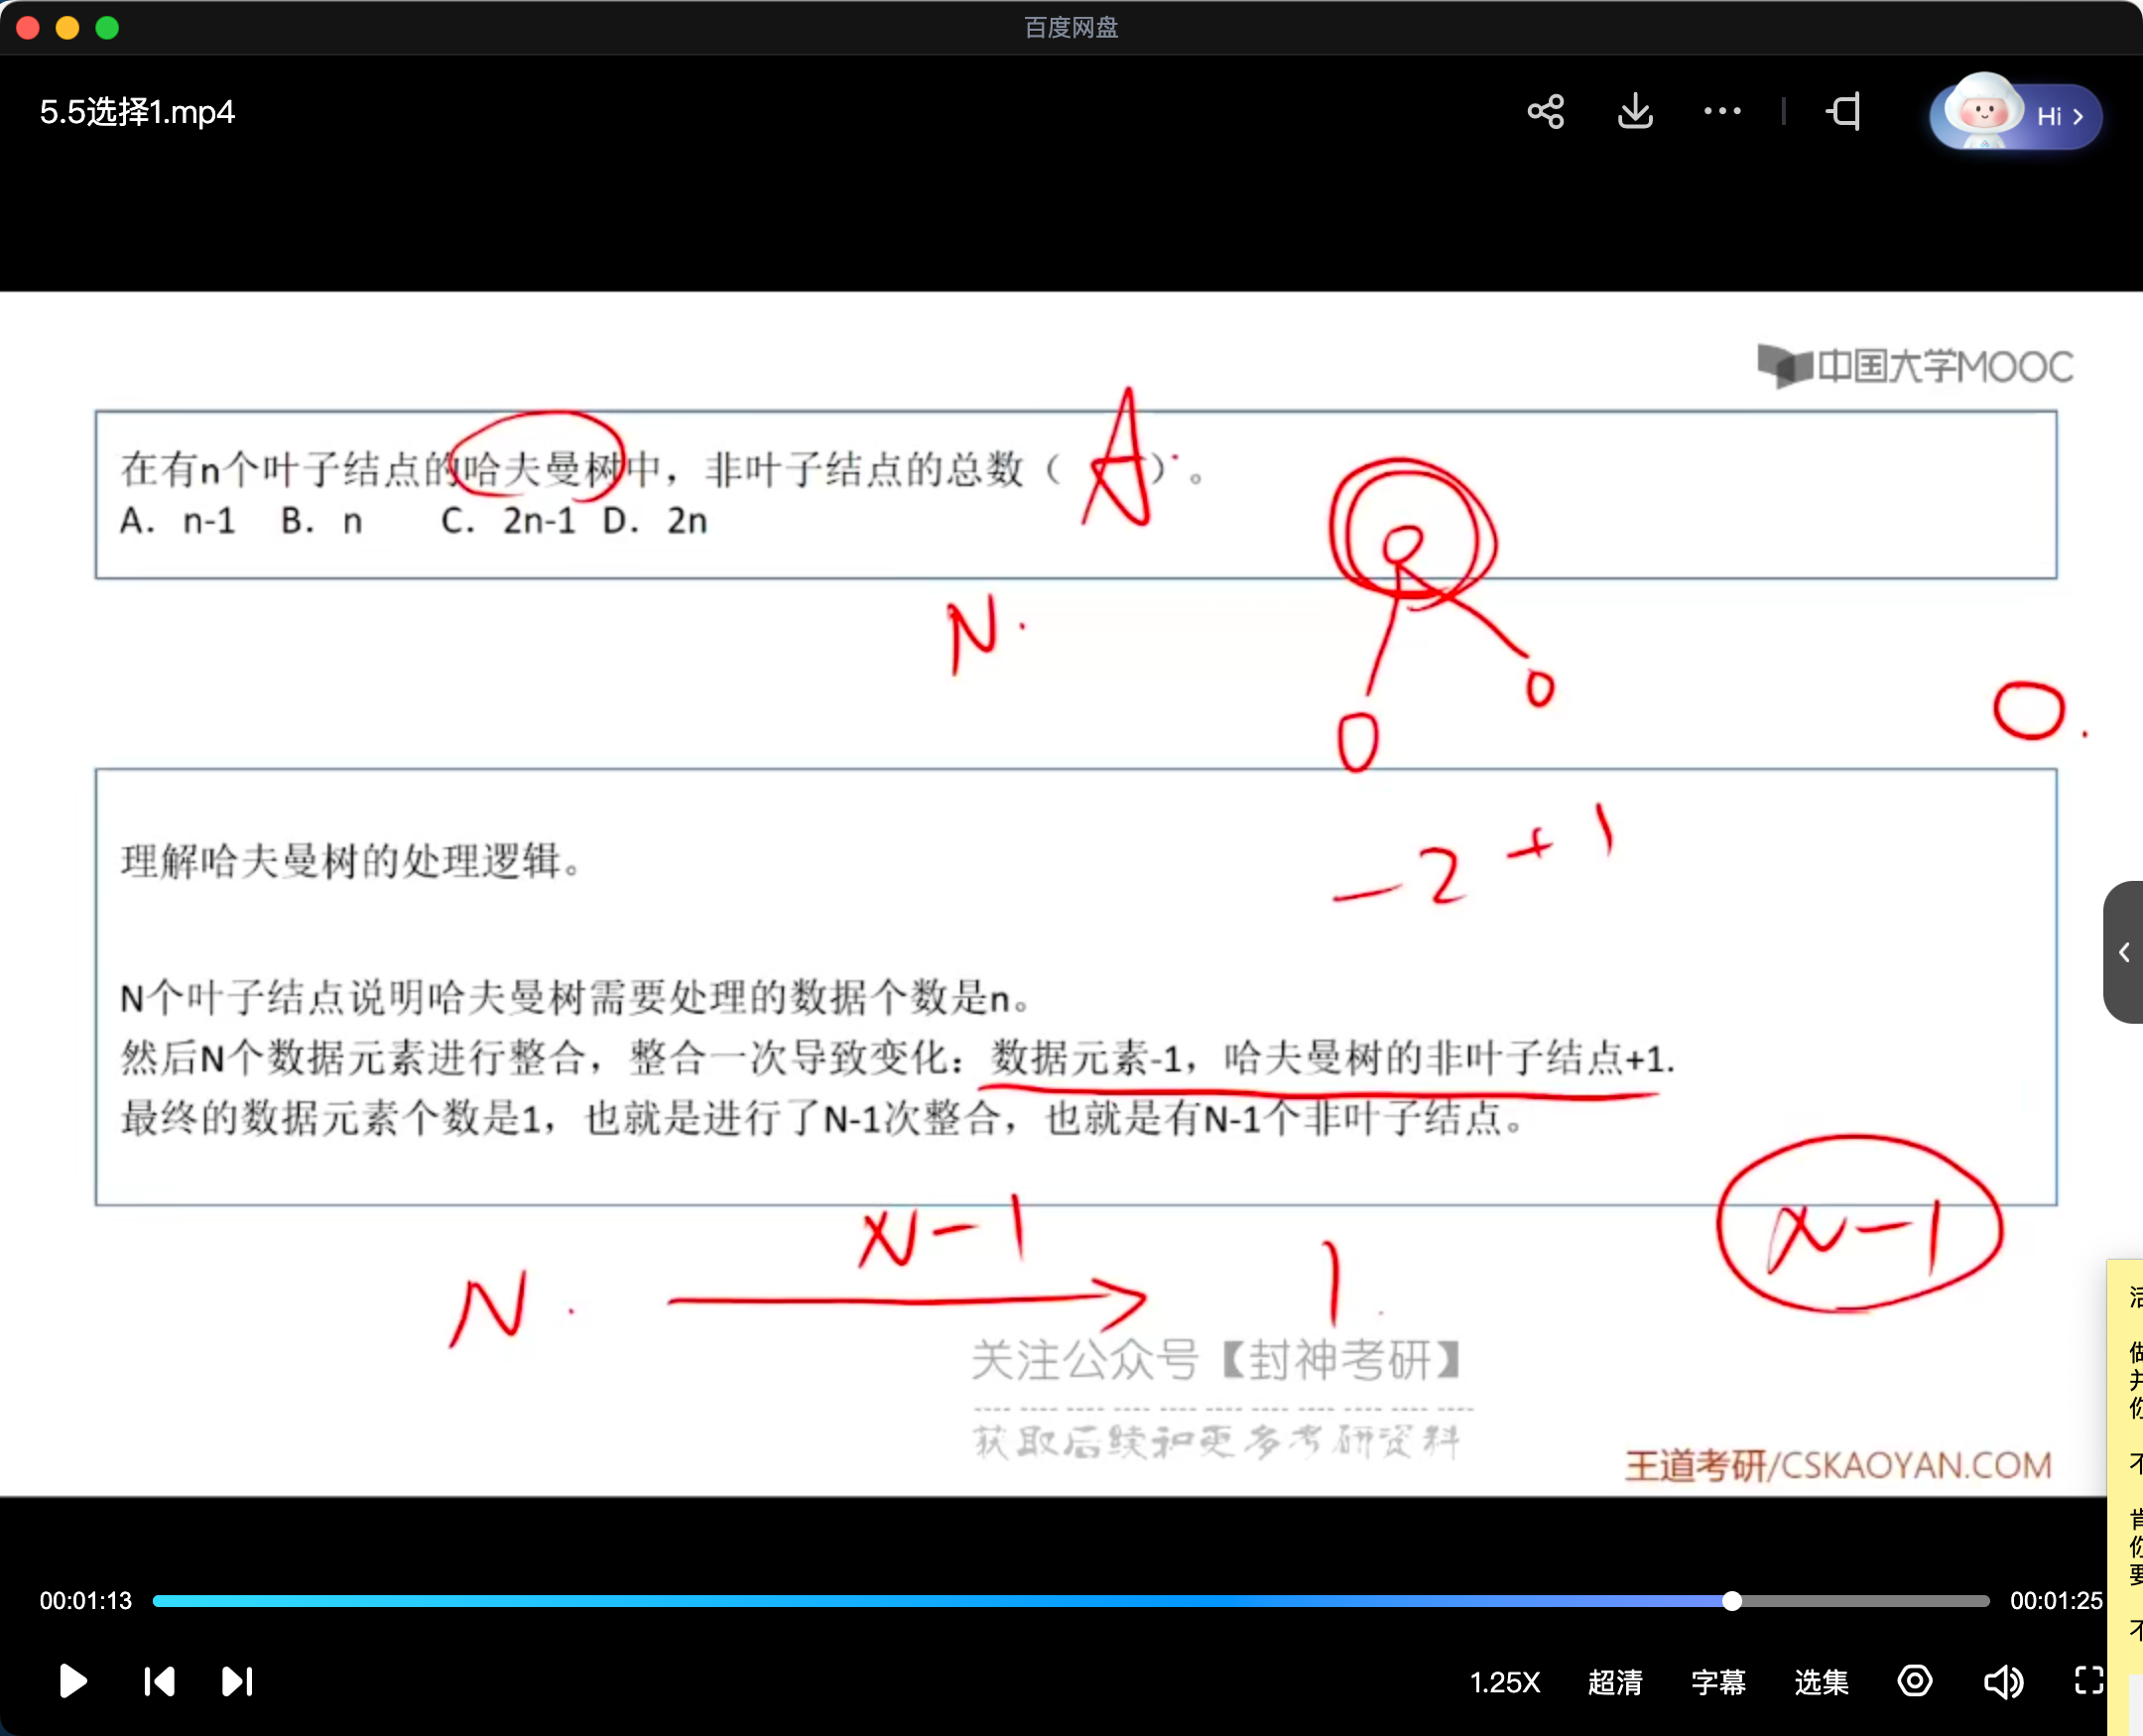 百度网盘
5.5选择1.mp4
Hi
中国大学MOOC
在有n个叶子结点的哈夫曼树中，非叶子结点的总数（ A ）。
A. n-1 B. n C. 2n-1 D. 2n
N.
-2 +1
理解哈夫曼树的处理逻辑。
N个叶子结点说明哈夫曼树需要处理的数据个数是n。
然后N个数据元素进行整合，整合一次导致变化：数据元素-1，哈夫曼树的非叶子结点+1.
最终的数据元素个数是1，也就是进行了N-1次整合，也就是有N-1个非叶子结点。
N-1
N-1
N. 1.
关注公众号【封神考研】
获取后续和更多考研资料
王道考研/CSKAOYAN.COM
00:01:13
00:01:25
1.25X 超清 字幕 选集